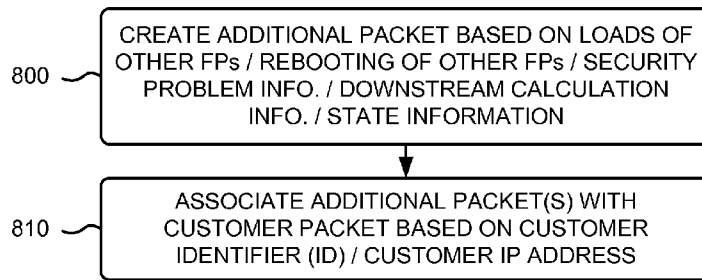 800
CREATE ADDITIONAL PACKET BASED ON LOADS OF
OTHER FPs / REBOOTING OF OTHER FPs / SECURITY
PROBLEM INFO. / DOWNSTREAM CALCULATION
INFO. / STATE INFORMATION
810
ASSOCIATE ADDITIONAL PACKET(S) WITH
CUSTOMER PACKET BASED ON CUSTOMER
IDENTIFIER (ID) / CUSTOMER IP ADDRESS